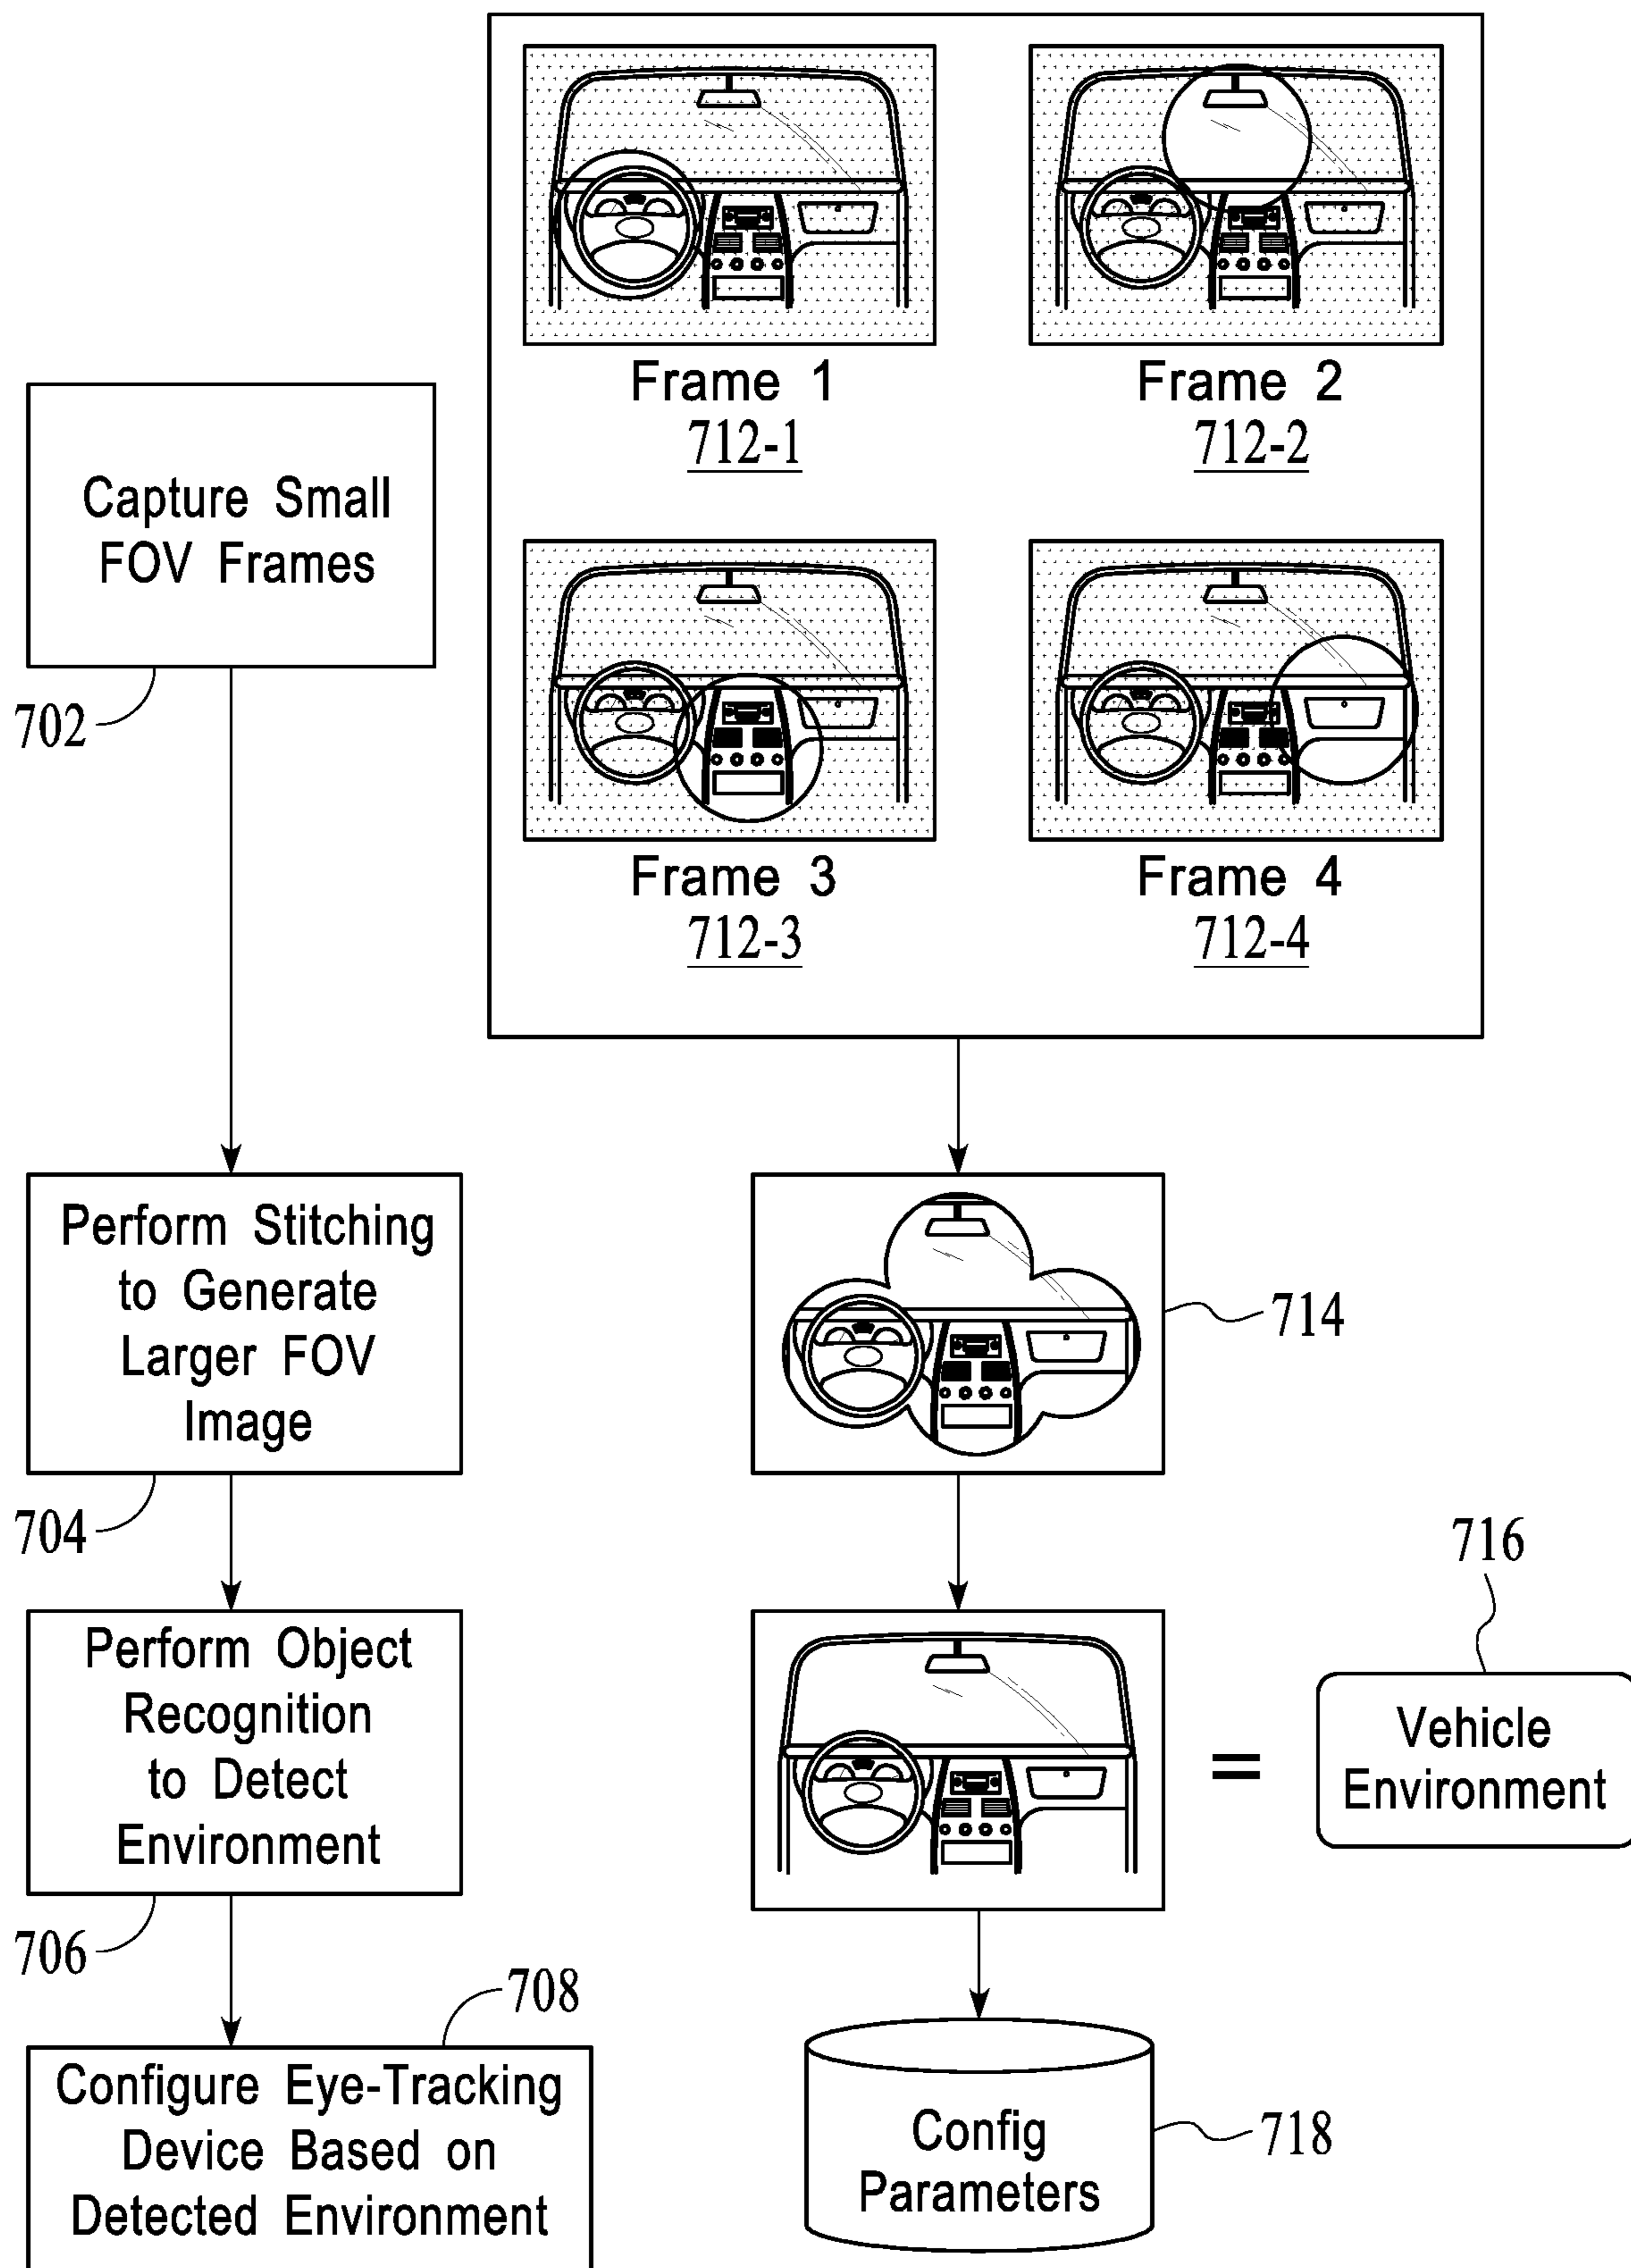 Frame 1
712-1
Frame 2
712-2
Capture Small
FOV Frames
702
Frame 3
712-3
Frame 4
712-4
Perform Stitching
to Generate
Larger FOV
Image
704
714
Perform Object
Recognition
to Detect
Environment
706
=
716
Vehicle
Environment
708
Configure Eye-Tracking
Device Based on
Detected Environment
Config
Parameters
718